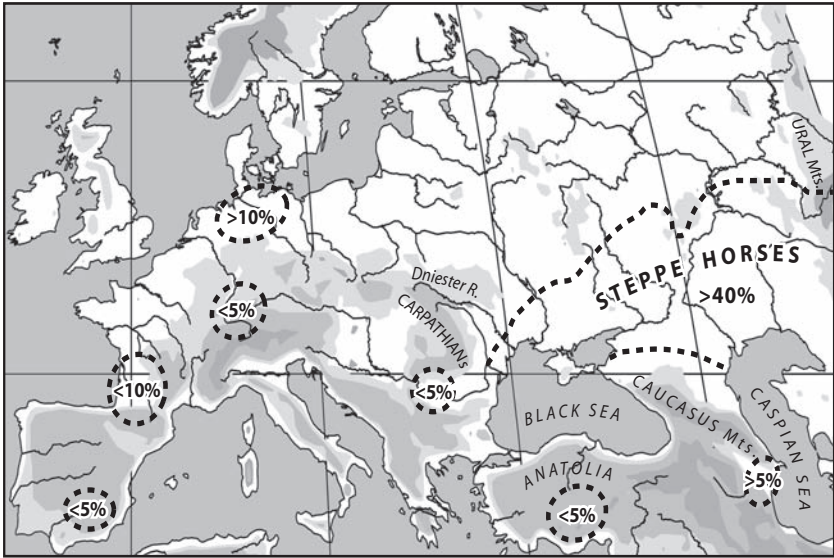 URAL Mts.
>10%
STEPPE HORSES
>40%
Dniester R.
CARPATHIANS
<5%
<10%
<5%
CAUCASUS Mts.
CASPIAN SEA
BLACK SEA
ANATOLIA
>5%
<5%
<5%